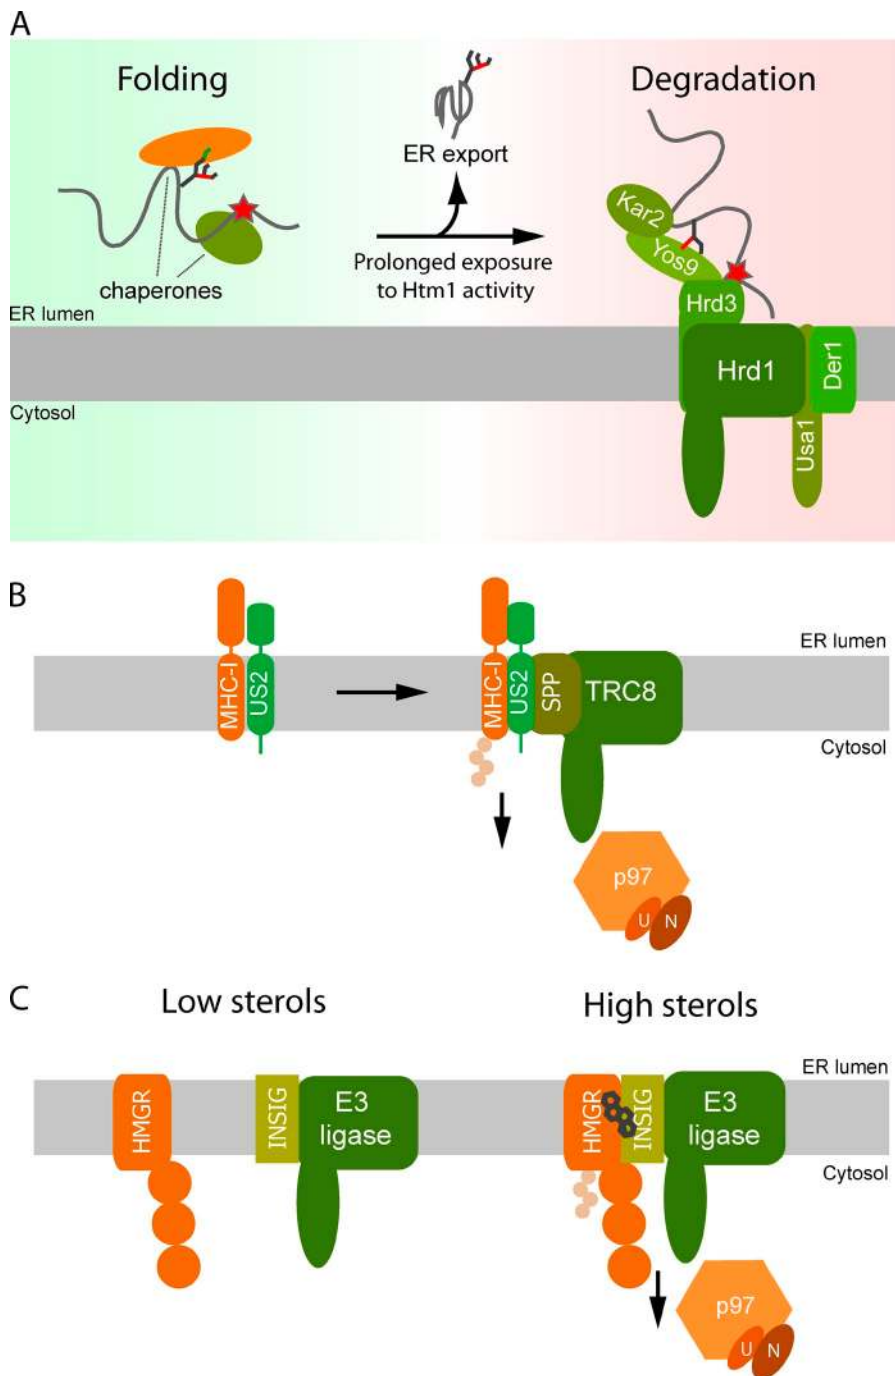 A
Folding
Degradation
ER export
Kar2
Yos9
Prolonged exposure
to Htm1 activity
chaperones
ER lumen
Hrd3
Hrd1
Der1
Usa1
Cytosol
B
ER lumen
MHC-I
US2
MHC-I
US2
SPP
TRC8
Cytosol
p97
U
N
C
Low sterols
High sterols
ER lumen
HMGR
INSIG
E3
ligase
HMGR
INSIG
E3
ligase
Cytosol
p97
U
N